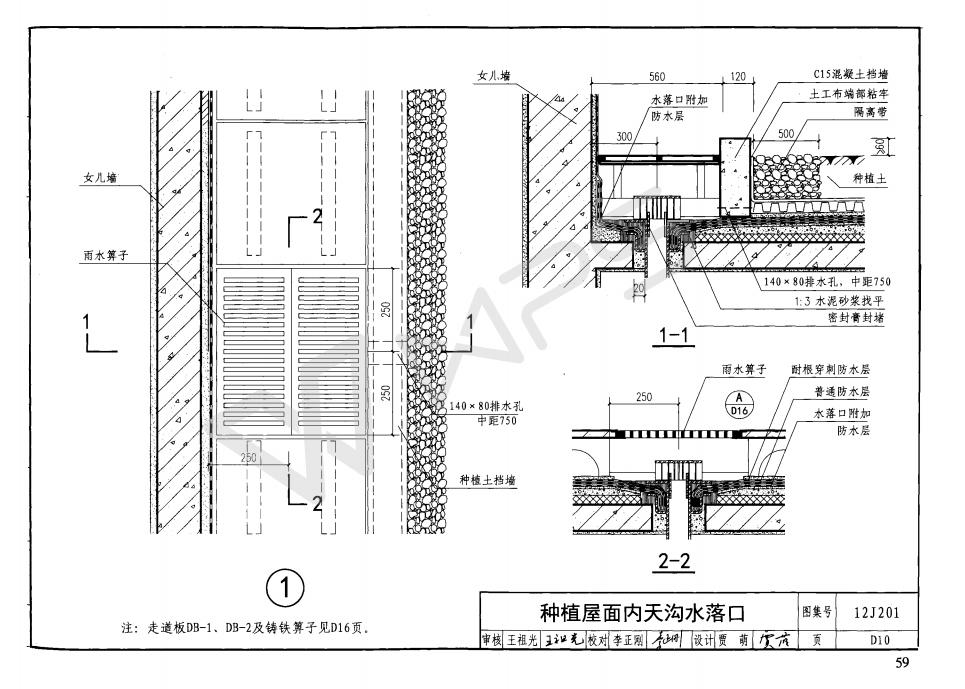 女儿墙
雨水箅子
1
1
2
2
250
250
250
140×80排水孔
中距750
种植土挡墙
①
注：走道板DB-1、DB-2及铸铁箅子见D16页。
女儿墙
560
120
C15混凝土挡墙
土工布端部粘牢
隔离带
水落口附加
防水层
300
500
种植土
20
140×80排水孔，中距750
1:3 水泥砂浆找平
密封膏封堵
1-1
雨水箅子
耐根穿刺防水层
普通防水层
水落口附加
防水层
250
A
D16
2-2
种植屋面内天沟水落口
图集号
12J201
审核 王祖光 校对 李正刚 设计 贾 萌
页
D10
59